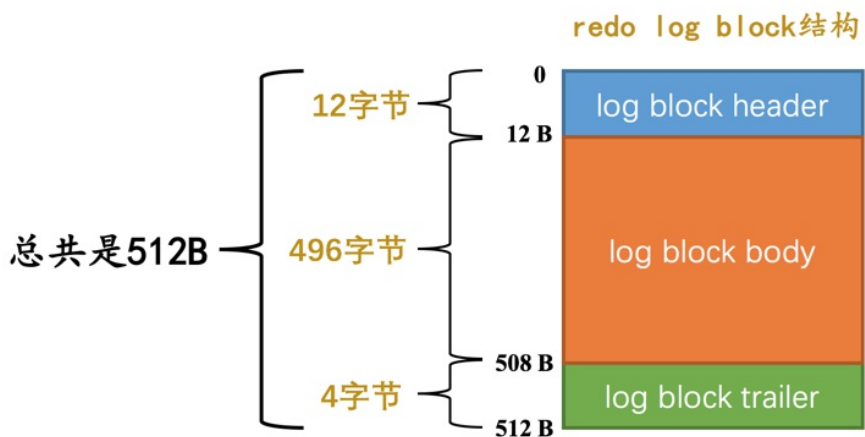 redo log block结构
0
12字节
log block header
12 B
总共是512B
496字节
log block body
508 B
4字节
log block trailer
512 B